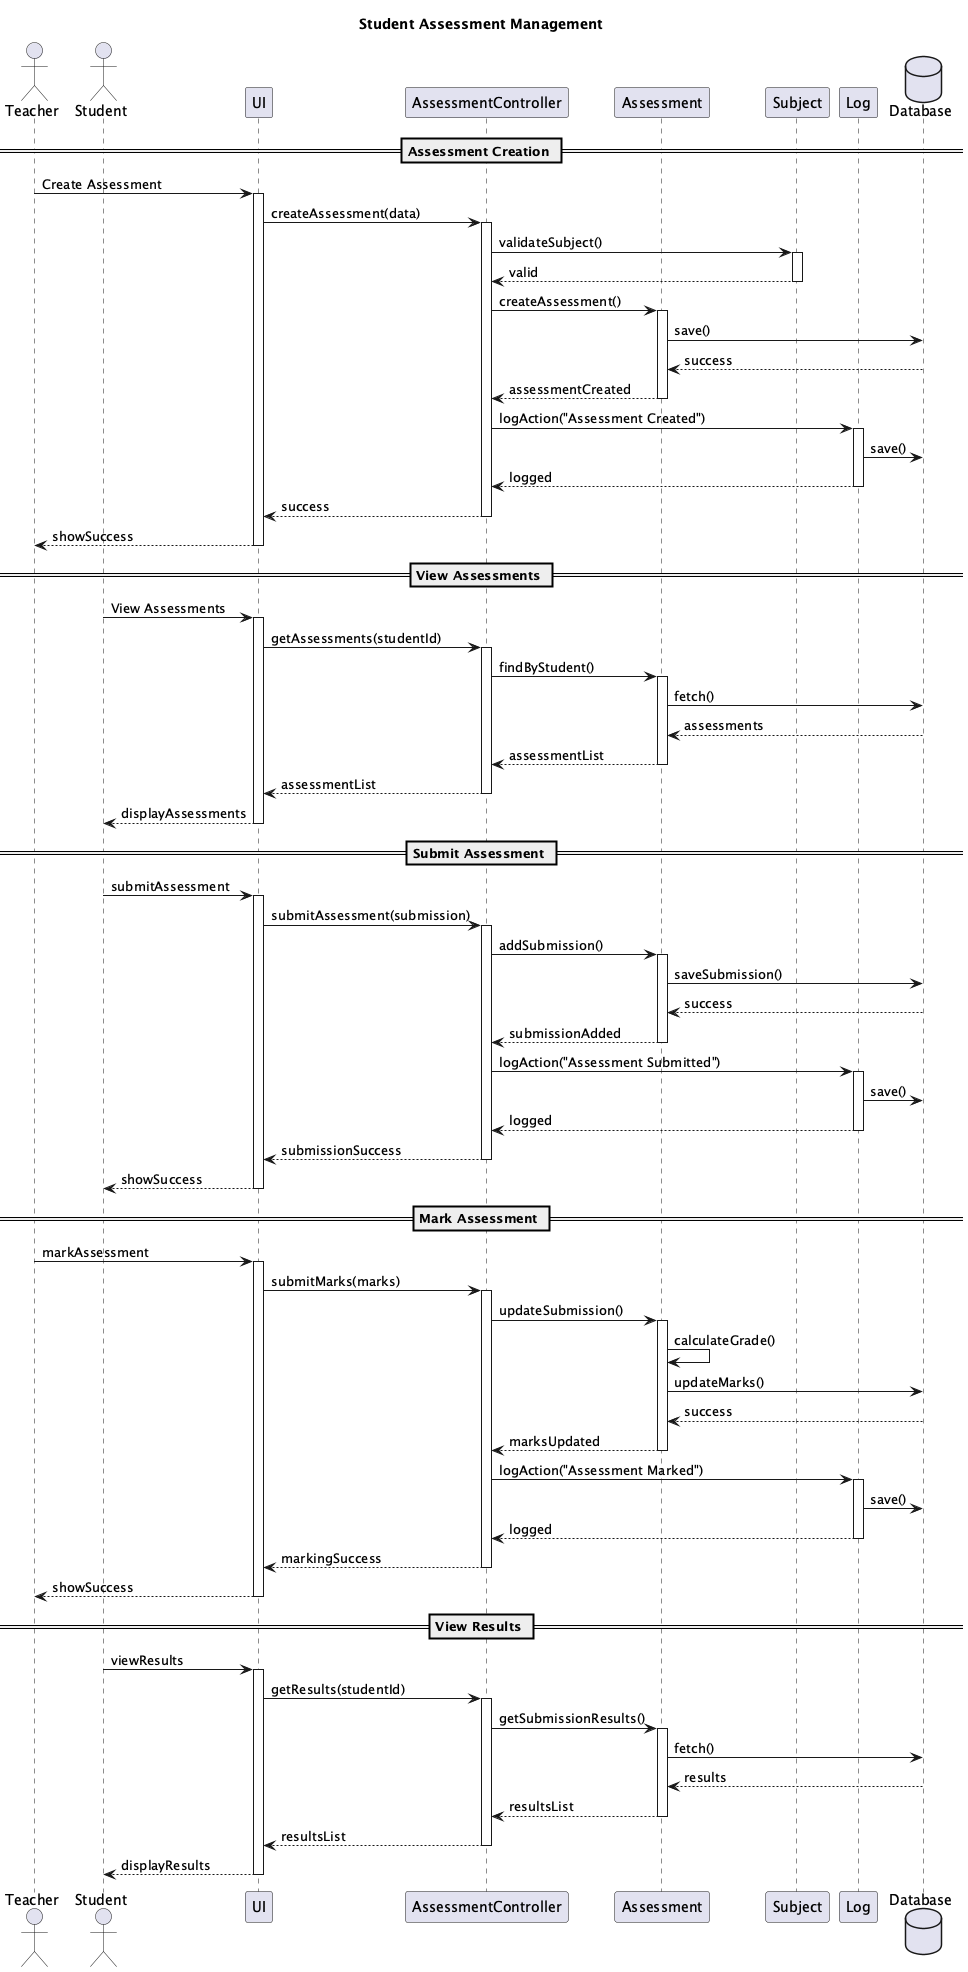 Student Assessment Management
Teacher
Student
UI
AssessmentController
Assessment
Subject
Log
Database
Assessment Creation
Create Assessment
createAssessment(data)
validateSubject()
valid
createAssessment()
save()
success
assessmentCreated
logAction("Assessment Created")
save()
logged
success
showSuccess
View Assessments
View Assessments
getAssessments(studentId)
findByStudent()
fetch()
assessments
assessmentList
assessmentList
displayAssessments
Submit Assessment
submitAssessment
submitAssessment(submission)
addSubmission()
saveSubmission()
success
submissionAdded
logAction("Assessment Submitted")
save()
logged
submissionSuccess
showSuccess
Mark Assessment
markAssessment
submitMarks(marks)
updateSubmission()
calculateGrade()
updateMarks()
success
marksUpdated
logAction("Assessment Marked")
save()
logged
markingSuccess
showSuccess
View Results
viewResults
getResults(studentId)
getSubmissionResults()
fetch()
results
resultsList
resultsList
displayResults
Teacher
Student
UI
AssessmentController
Assessment
Subject
Log
Database